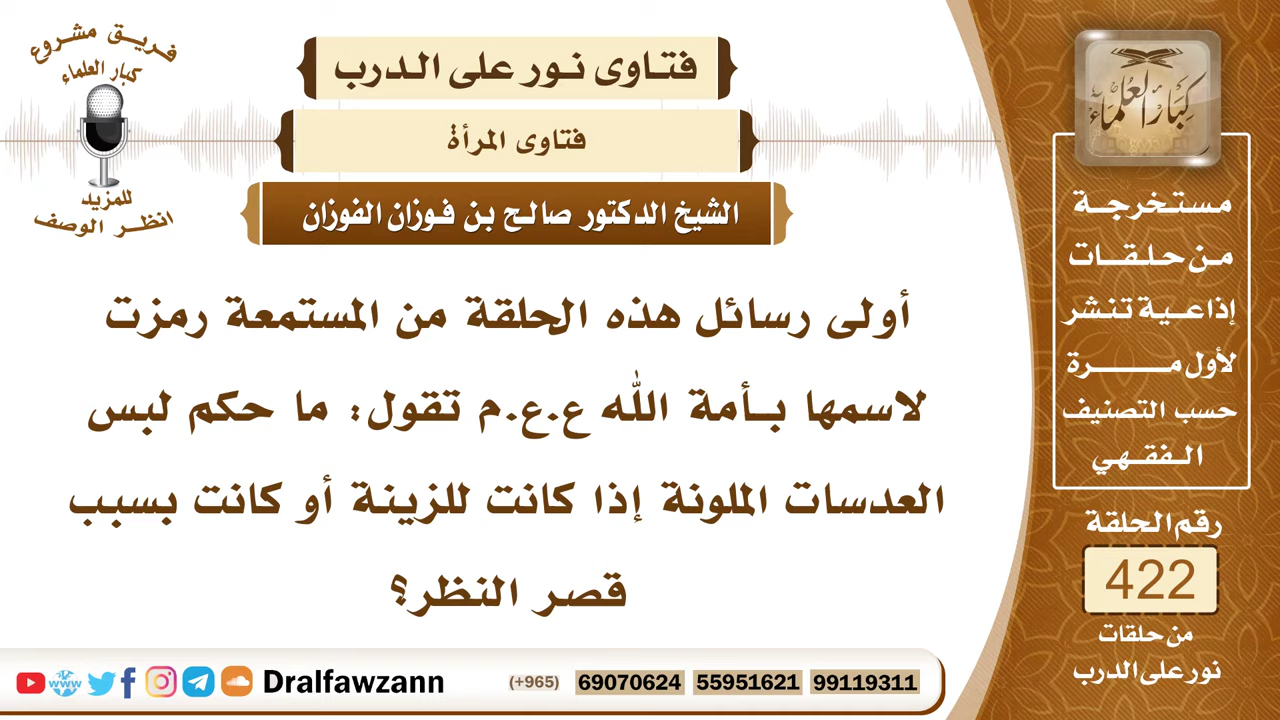 فريق مشروع
كبار العلماء
للمزيد
انظر الوصف
فتاوى نور على الدرب
فتاوى المرأة
الشيخ الدكتور صالح بن فوزان الفوزان
أولى رسائل هذه الحلقة من المستمعة رمزت
لاسمها بأمة الله ع.ع.م تقول: ما حكم لبس
العدسات الملونة إذا كانت للزينة أو كانت بسبب
قصر النظر؟
كبار العلماء
مستخرجة
من حلقات
إذاعية تنشر
لأول مرة
حسب التصنيف
الفقهي
رقم الحلقة
422
من حلقات
نور على الدرب
www
Dralfawzann
(+965) 69070624 55951621 99119311